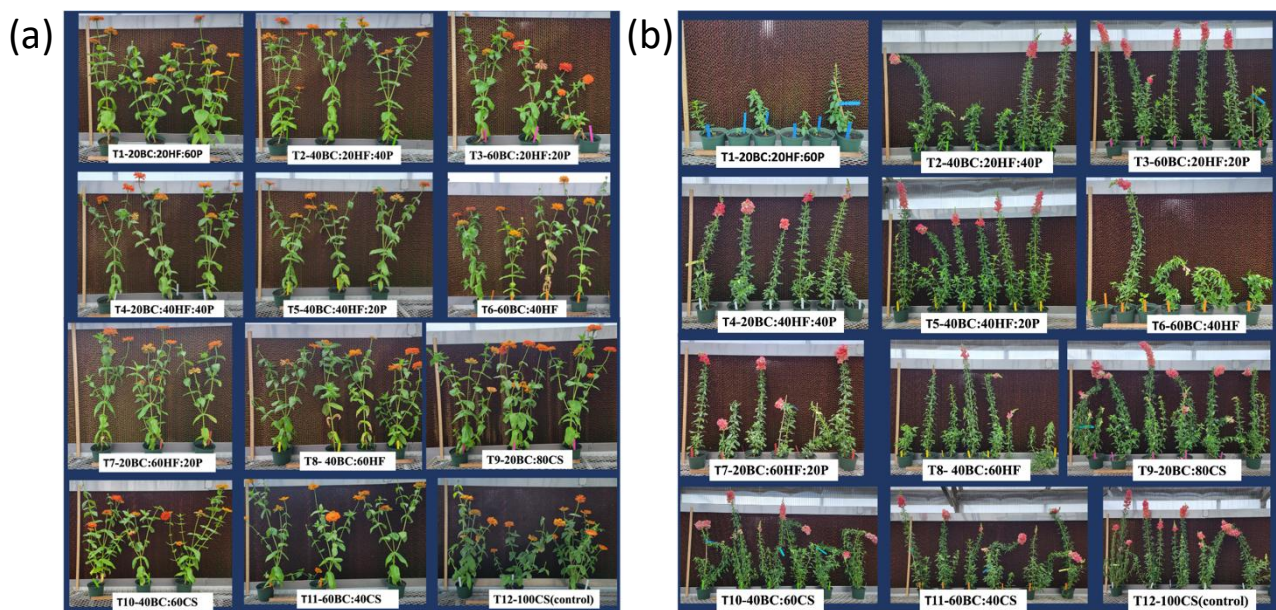 (a)
T1-20BC:20HF:60P
T2-40BC:20HF:40P
T3-60BC:20HF:20P
T4-20BC:40HF:40P
T5-40BC:40HF:20P
T6-60BC:40HF
T7-20BC:60HF:20P
T8- 40BC:60HF
T9-20BC:80CS
T10-40BC:60CS
T11-60BC:40CS
T12-100CS(control)
(b)
T1-20BC:20HF:60P
T2-40BC:20HF:40P
T3-60BC:20HF:20P
T4-20BC:40HF:40P
T5-40BC:40HF:20P
T6-60BC:40HF
T7-20BC:60HF:20P
T8- 40BC:60HF
T9-20BC:80CS
T10-40BC:60CS
T11-60BC:40CS
T12-100CS(control)